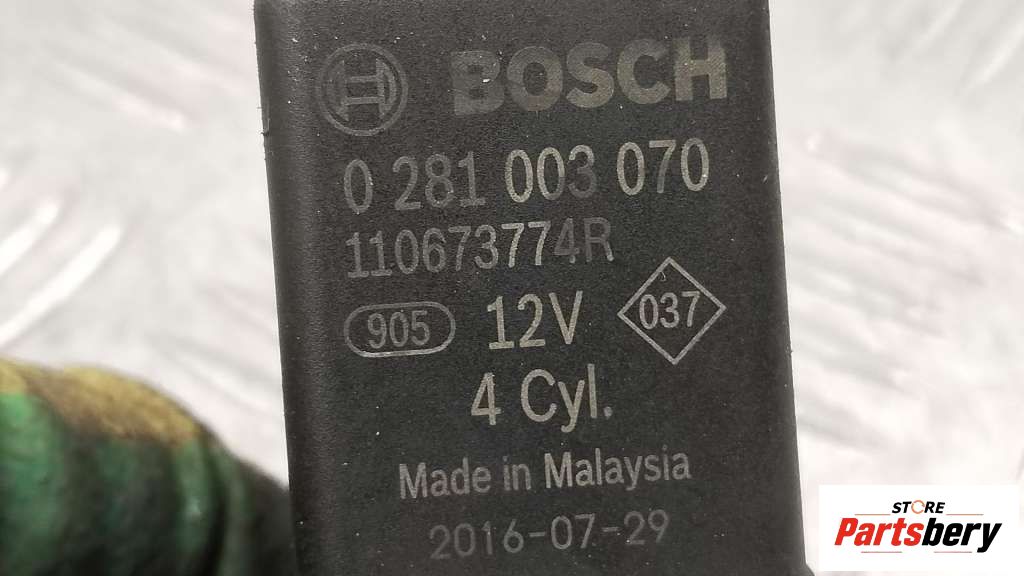 BOSCH
0 281 003 070
110673774R
905 12V 037
4 Cyl.
Made in Malaysia
2016-07-29
STORE
Partsbery